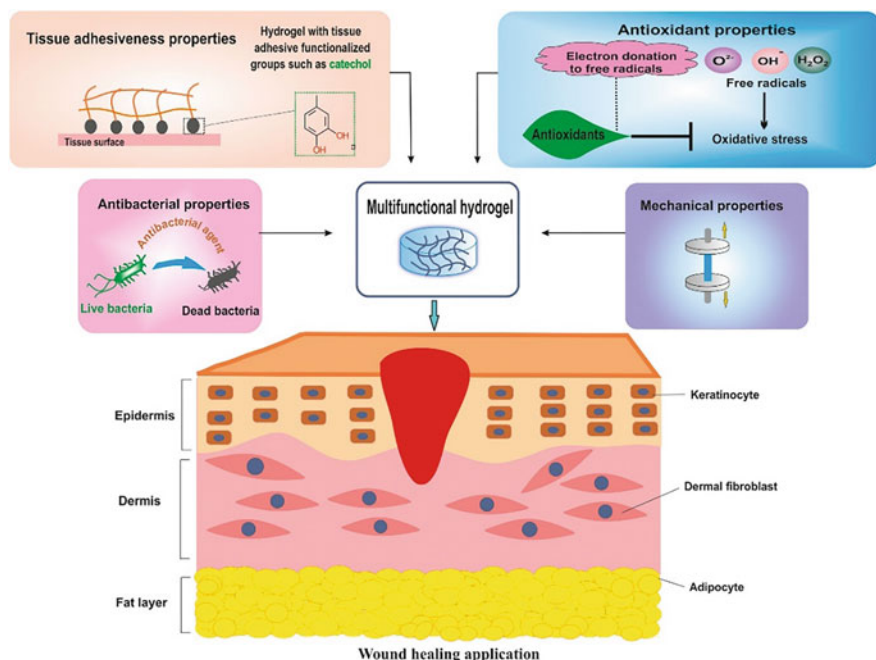 Tissue adhesiveness properties
Hydrogel with tissue
adhesive functionalized
groups such as catechol
OH
OH
Tissue surface
Antioxidant properties
Electron donation
to free radicals
O²⁻
OH⁻
H₂O₂
Free radicals
Antioxidants
Oxidative stress
Antibacterial properties
Antibacterial agent
Live bacteria
Dead bacteria
Multifunctional hydrogel
Mechanical properties
Epidermis
Keratinocyte
Dermis
Dermal fibroblast
Fat layer
Adipocyte
Wound healing application